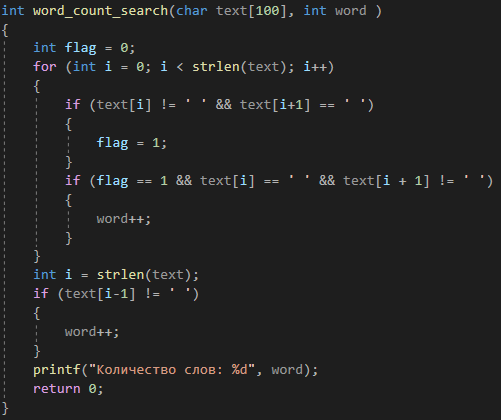 int word_count_search(char text[100], int word )
{
int flag = 0;
for (int i = 0; i < strlen(text); i++)
{
if (text[i] != ' ' && text[i+1] == ' ')
{
flag = 1;
}
if (flag == 1 && text[i] == ' ' && text[i + 1] != ' ')
{
word++;
}
}
int i = strlen(text);
if (text[i-1] != ' ')
{
word++;
}
printf("Количество слов: %d", word);
return 0;
}